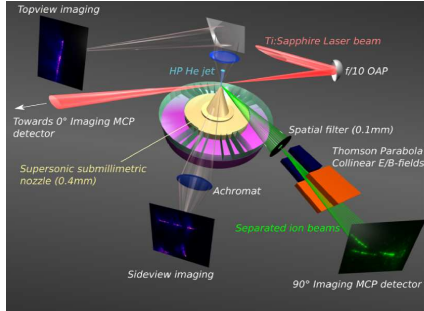 Topview imaging
Ti:Sapphire Laser beam
HP He jet
f/10 OAP
Towards 0° Imaging MCP
detector
Spatial filter (0.1mm)
Thomson Parabola
Collinear E/B-fields
Supersonic submillimetric
nozzle (0.4mm)
Achromat
Separated ion beams
Sideview imaging
90° Imaging MCP detector